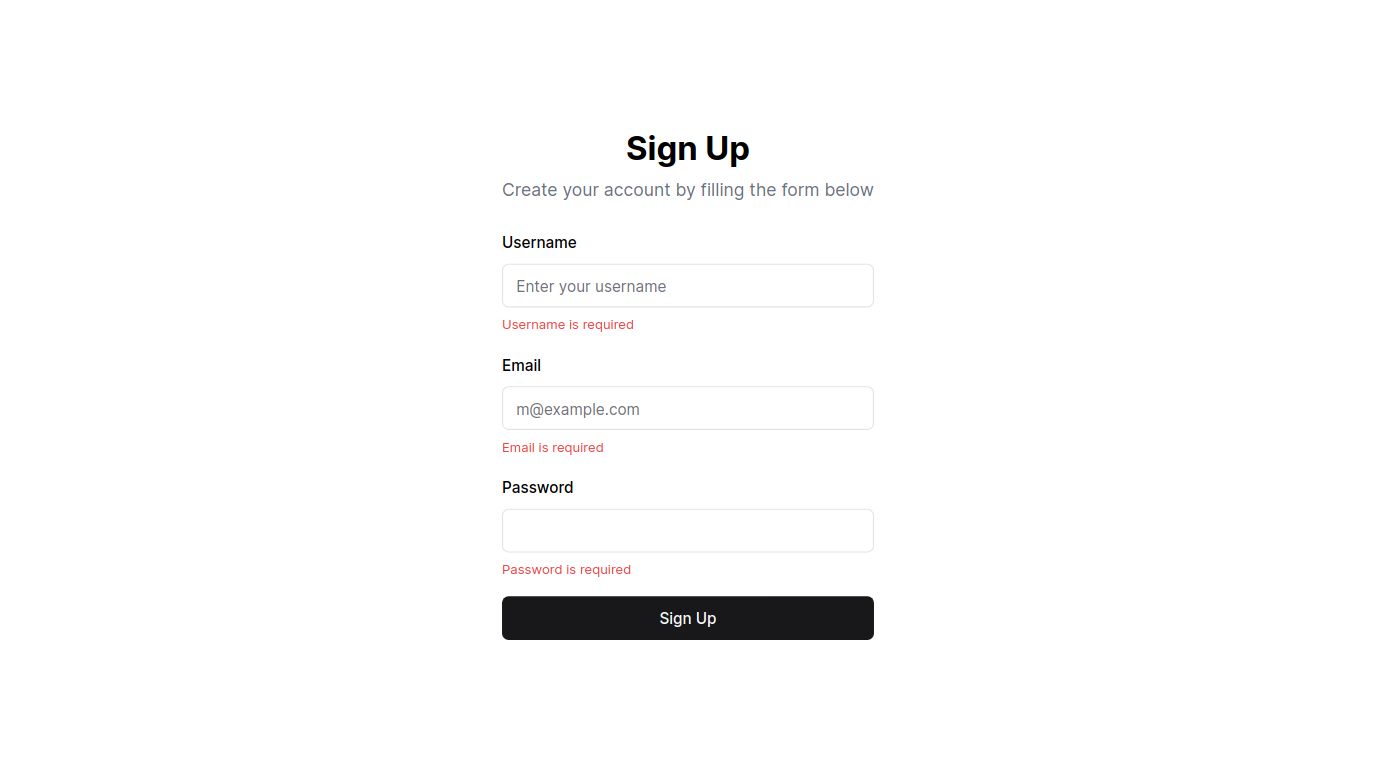 Sign Up
Create your account by filling the form below
Username
Enter your username
Username is required
Email
m@example.com
Email is required
Password
Password is required
Sign Up